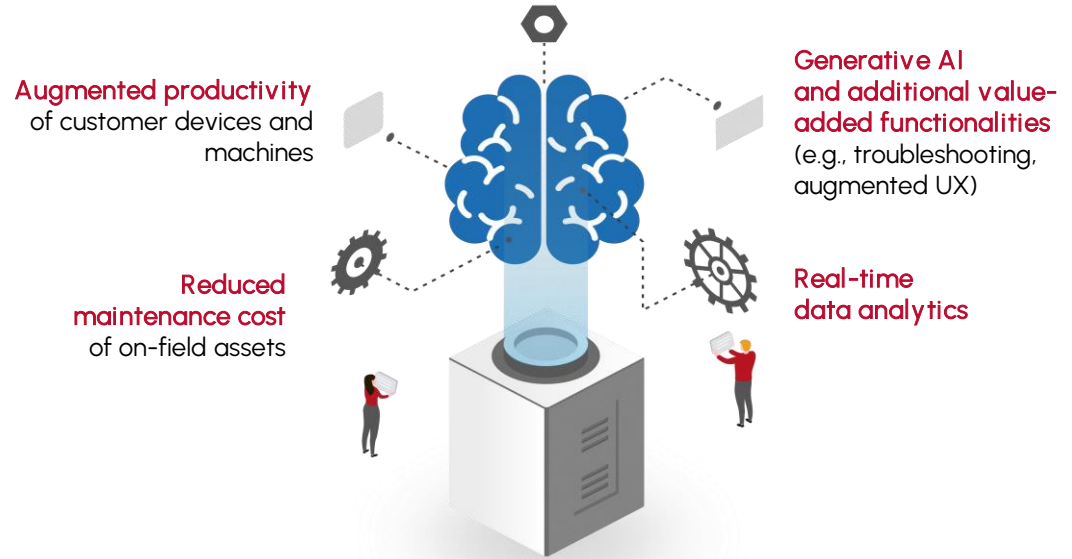 Augmented productivity
of customer devices and
machines
Reduced
maintenance cost
of on-field assets
Generative AI
and additional value-
added functionalities
(e.g., troubleshooting,
augmented UX)
Real-time
data analytics